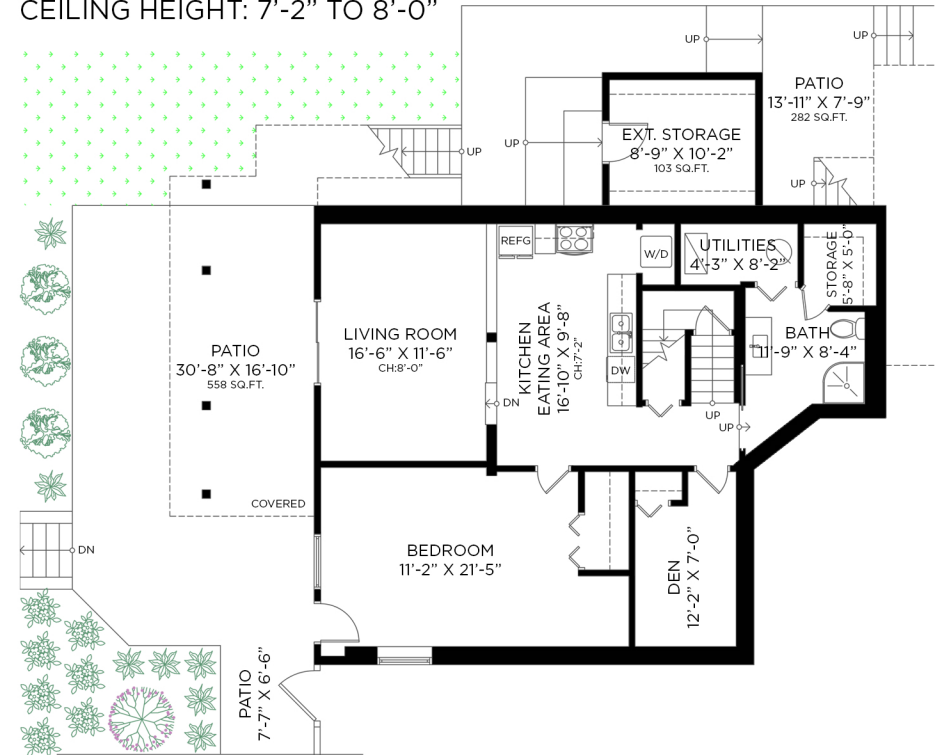 CEILING HEIGHT: 7'-2" TO 8'-0"
UP
UP
PATIO
13'-11" X 7'-9"
282 SQ.FT.
EXT. STORAGE
8'-9" X 10'-2"
103 SQ.FT.
UP
UP
UP
REFG
W/D
UTILITIES
4'-3" X 8'-2"
STORAGE
5'-8" X 5'-0"
LIVING ROOM
16'-6" X 11'-6"
CH:8'-0"
KITCHEN
EATING AREA
16'-10" X 9'-8"
CH:7'-2"
BATH
11'-9" X 8'-4"
PATIO
30'-8" X 16'-10"
558 SQ.FT.
DW
DN
UP
UP
COVERED
DN
BEDROOM
11'-2" X 21'-5"
DEN
12'-2" X 7'-0"
PATIO
7'-7" X 6'-6"